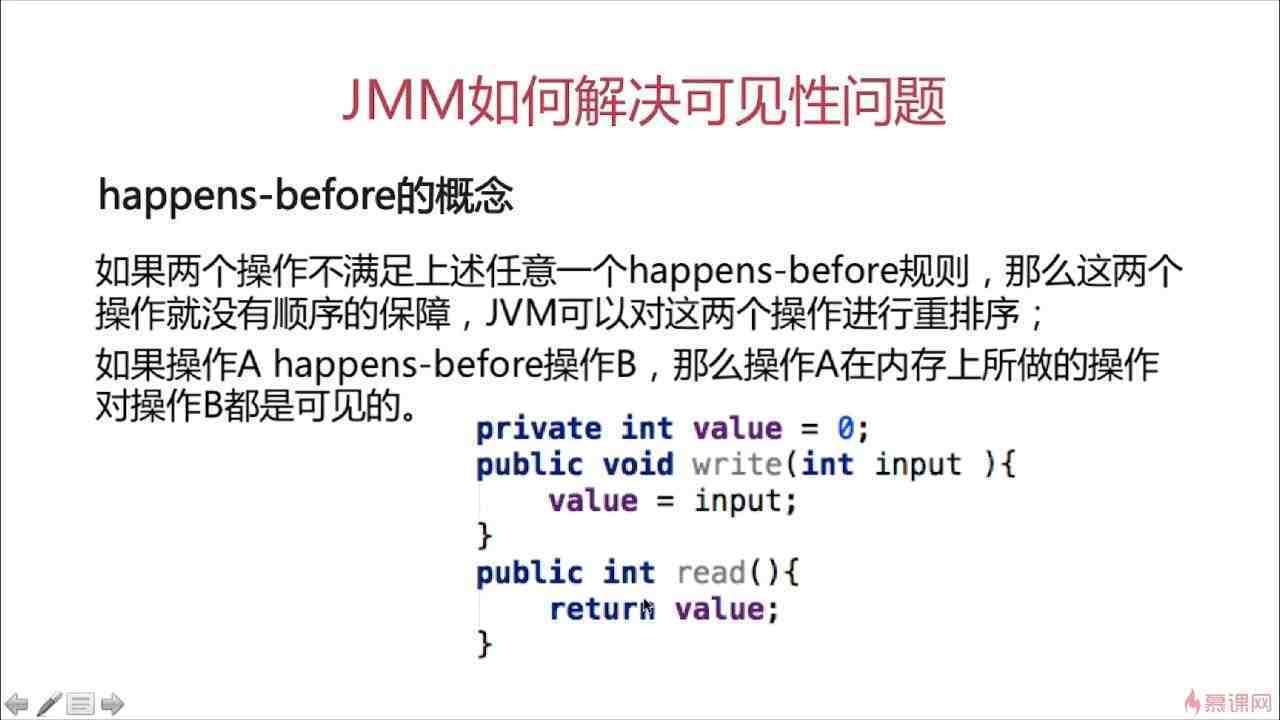 JMM如何解决可见性问题
happens-before的概念
如果两个操作不满足上述任意一个happens-before规则，那么这两个
操作就没有顺序的保障，JVM可以对这两个操作进行重排序；
如果操作A happens-before操作B，那么操作A在内存上所做的操作
对操作B都是可见的。
private int value = 0;
public void write(int input ){
value = input;
}
public int read(){
return value;
}
慕课网